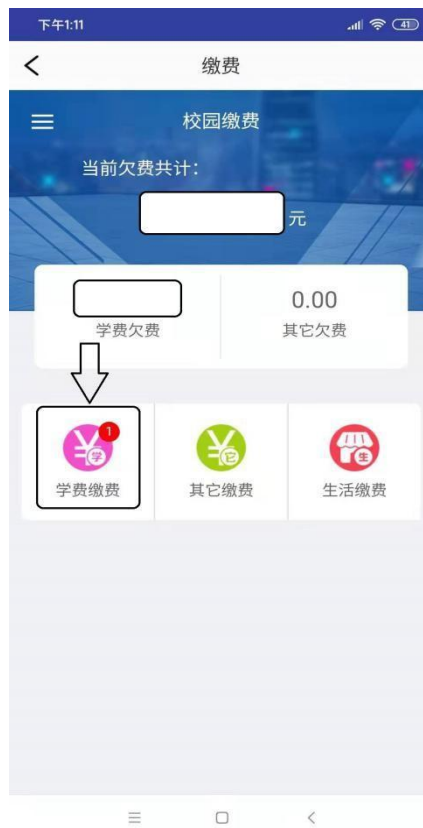 下午1:11
41
缴费
校园缴费
当前欠费共计：
元
0.00
学费欠费
其它欠费
1
学
它
生
学费缴费
其它缴费
生活缴费